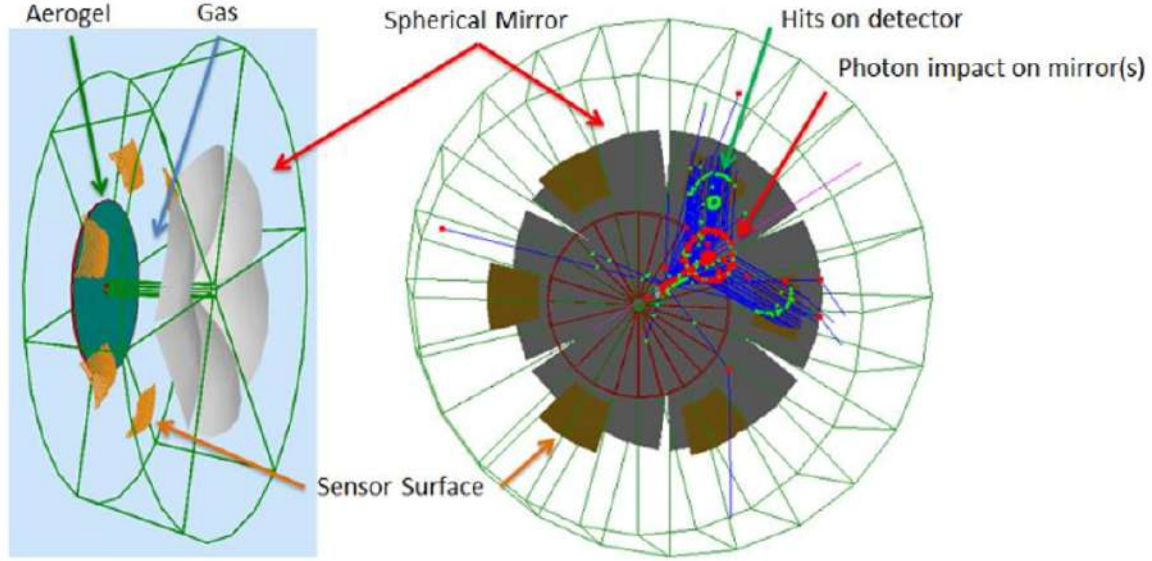 Aerogel
Gas
Spherical Mirror
Hits on detector
Photon impact on mirror(s)
Sensor Surface